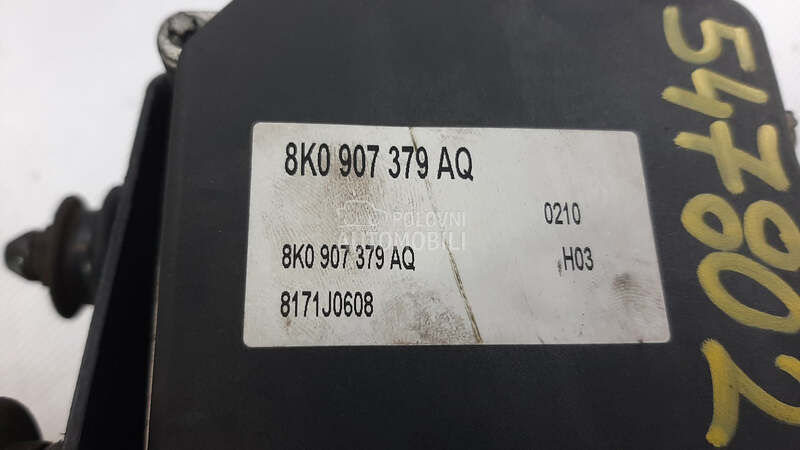 8K0 907 379 AQ
0210
8K0 907 379 AQ
H03
8171J0608
POLOVNI
AUTOMOBILI
547802